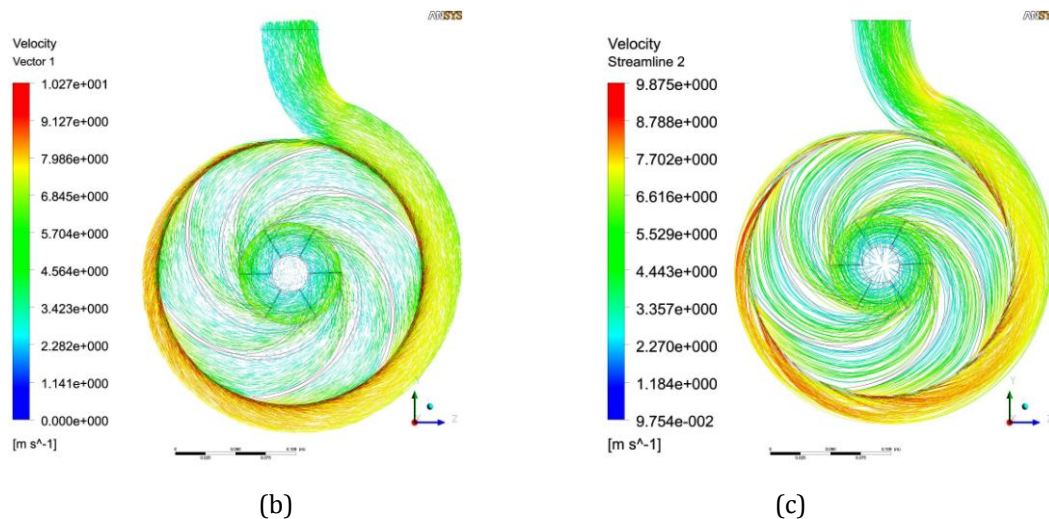 ANSYS
Velocity
Vector 1
1.027e+001
9.127e+000
7.986e+000
6.845e+000
5.704e+000
4.564e+000
3.423e+000
2.282e+000
1.141e+000
0.000e+000
[m s^-1]
Y
Z
(b)
ANSYS
Velocity
Streamline 2
9.875e+000
8.788e+000
7.702e+000
6.616e+000
5.529e+000
4.443e+000
3.357e+000
2.270e+000
1.184e+000
9.754e-002
[m s^-1]
Y
Z
(c)